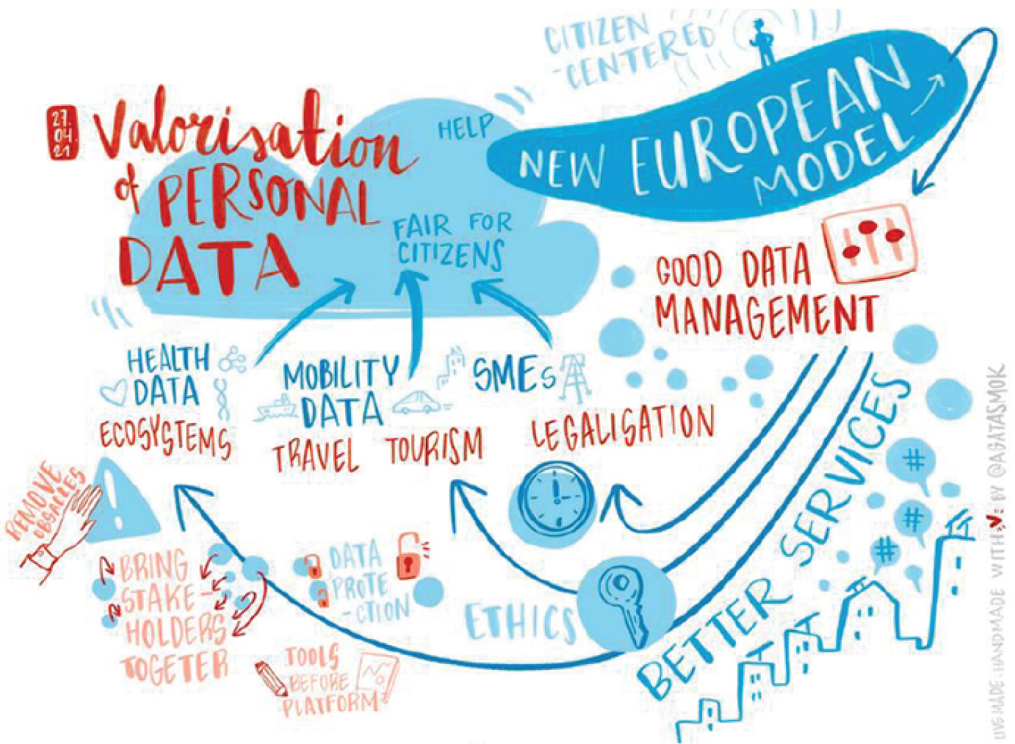 27.
04.
21
Valorisation
of PERSONAL
DATA
HELP
FAIR FOR
CITIZENS
CITIZEN
-CENTERED
NEW EUROPEAN
MODEL
GOOD DATA
MANAGEMENT
HEALTH
DATA
ECOSYSTEMS
MOBILITY
DATA
TRAVEL TOURISM
SMEs
LEGALISATION
REMOVE
OBSACLES
BRING
STAKE-
HOLDERS
TOGETER
DATA
PROTE
-CTION
TOOLS
BEFORE
PLATFORM?
ETHICS
BETTER SERVICES
#
#
#
LIVE MADE. HANDMADE WITH ♥: BY @AGATASMOK